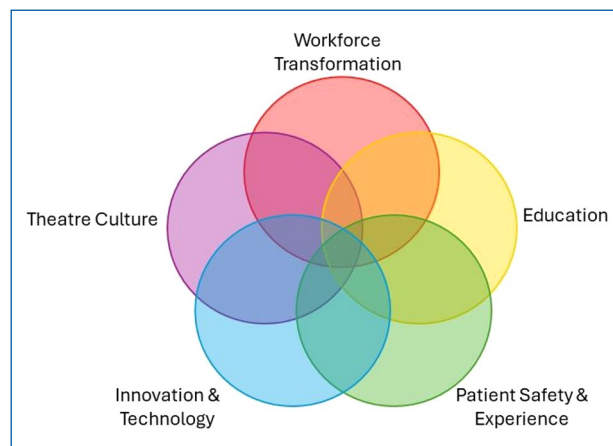 Workforce
Transformation
Theatre Culture
Education
Innovation &
Technology
Patient Safety &
Experience